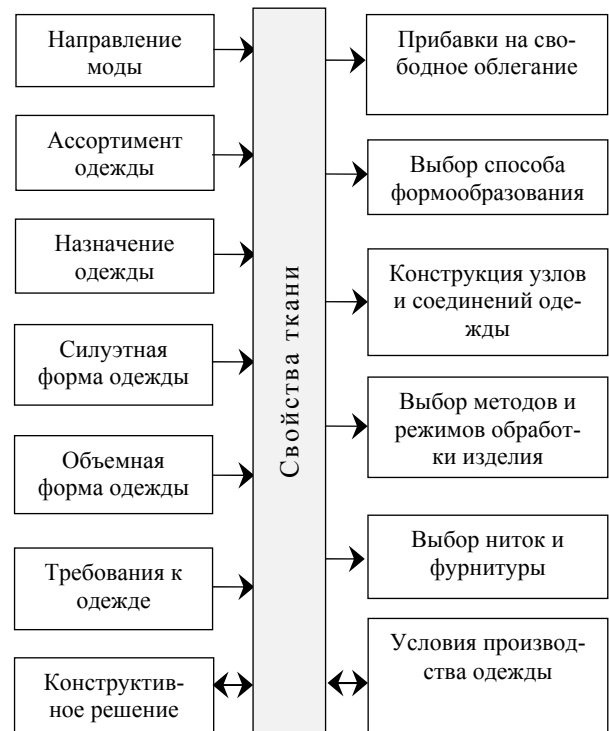 Направление
моды
Ассортимент
одежды
Назначение
одежды
Силуэтная
форма одежды
Объемная
форма одежды
Требования к
одежде
Конструктив-
ное решение
Свойства ткани
Прибавки на сво-
бодное облегание
Выбор способа
формообразования
Конструкция узлов
и соединений оде-
жды
Выбор методов и
режимов обработ-
ки изделия
Выбор ниток и
фурнитуры
Условия производ-
ства одежды